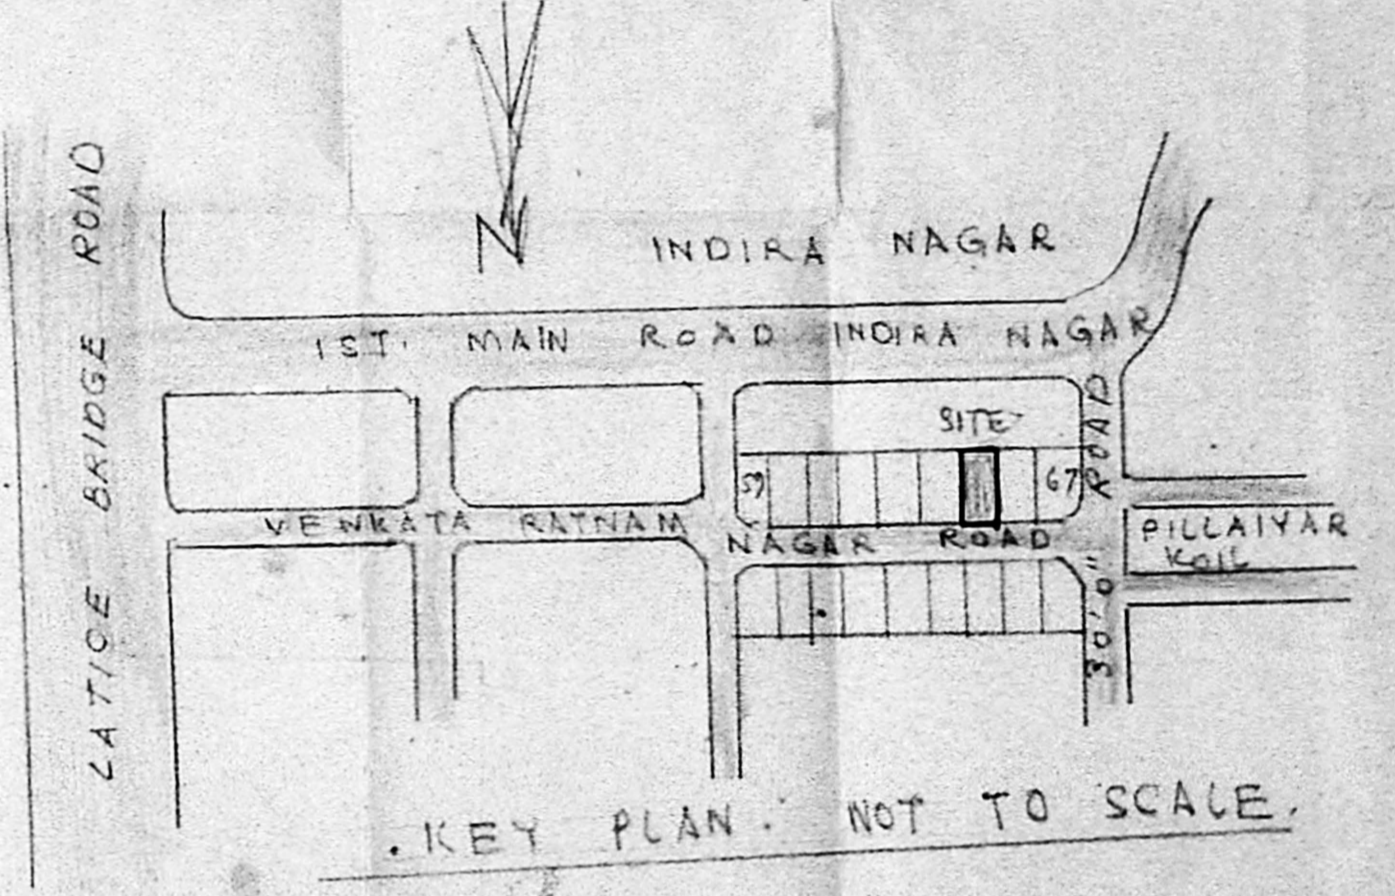 N
INDIRA NAGAR
1ST. MAIN ROAD INDIRA NAGAR
LATICE BRIDGE ROAD
SITE
59
67
VENKATA RATNAM NAGAR ROAD
30'.0" ROAD
PILLAIYAR
KOIL
.KEY PLAN. NOT TO SCALE.